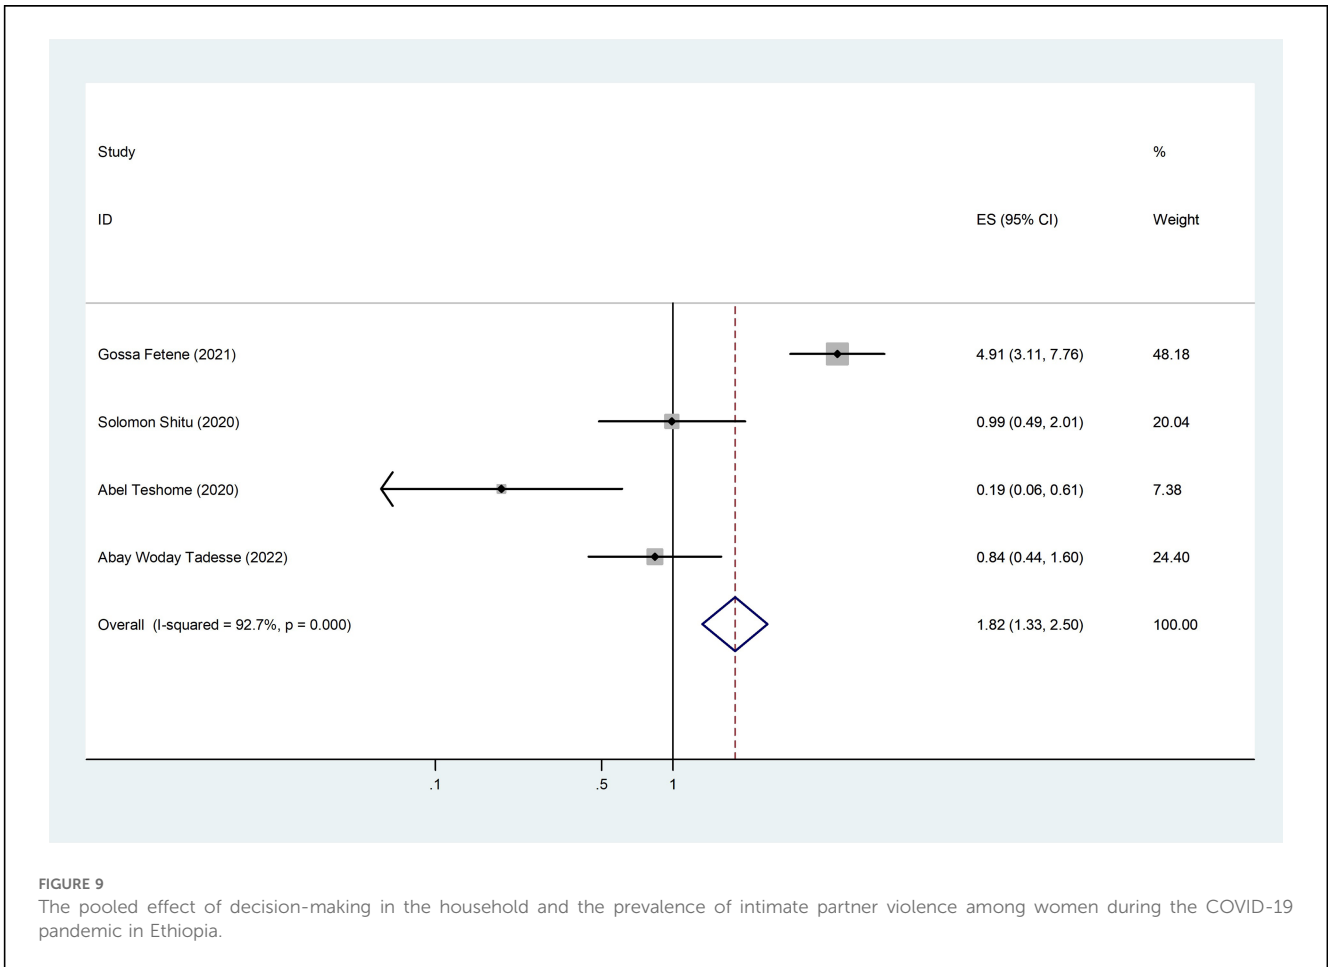 Study %
ID ES (95% CI) Weight
Gossa Fetene (2021) 4.91 (3.11, 7.76) 48.18
Solomon Shitu (2020) 0.99 (0.49, 2.01) 20.04
Abel Teshome (2020) 0.19 (0.06, 0.61) 7.38
Abay Woday Tadesse (2022) 0.84 (0.44, 1.60) 24.40
Overall (I-squared = 92.7%, p = 0.000) 1.82 (1.33, 2.50) 100.00
.1 .5 1
FIGURE 9
The pooled effect of decision-making in the household and the prevalence of intimate partner violence among women during the COVID-19
pandemic in Ethiopia.